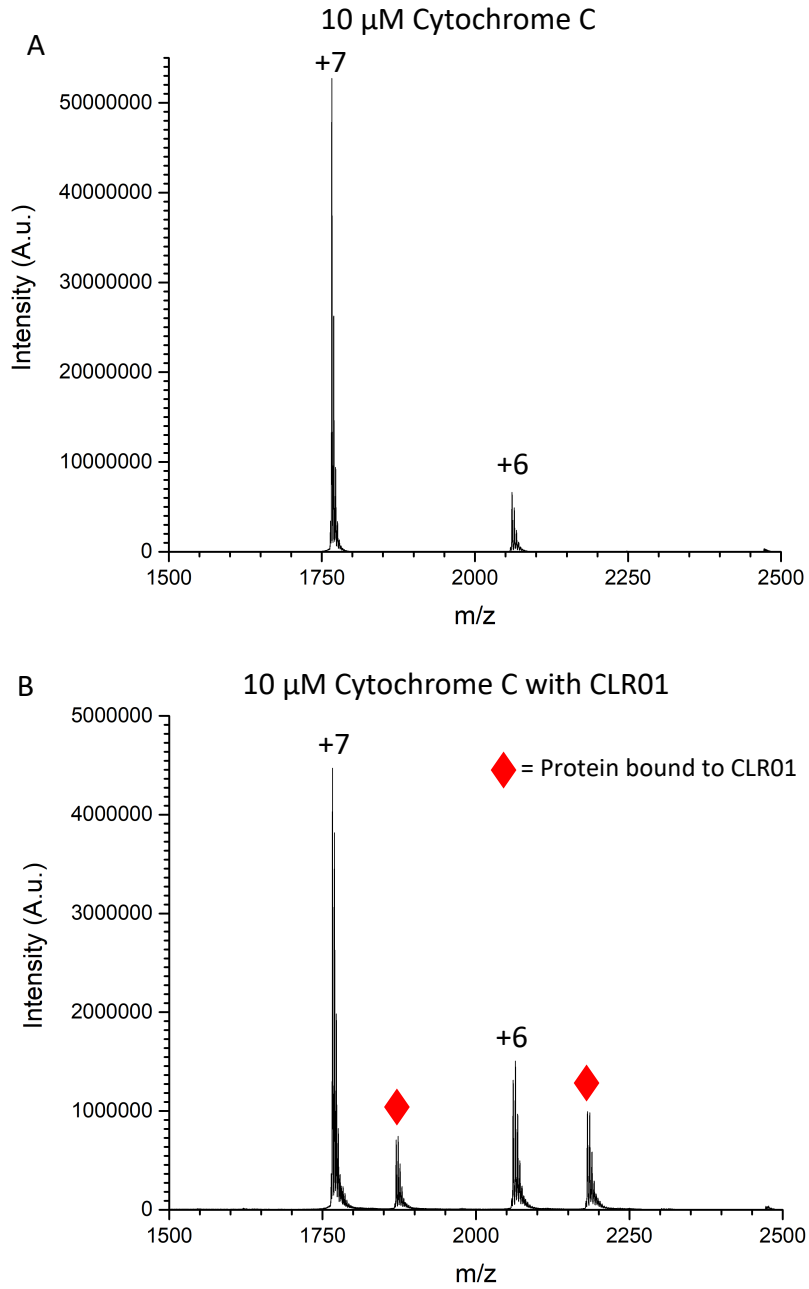 10 µM Cytochrome C
A
+7
50000000
40000000
30000000
20000000
10000000
0
+6
Intensity (A.u.)
1500 1750 2000 2250 2500
m/z
B
10 µM Cytochrome C with CLR01
5000000
4000000
3000000
2000000
1000000
0
+7
= Protein bound to CLR01
+6
Intensity (A.u.)
1500 1750 2000 2250 2500
m/z